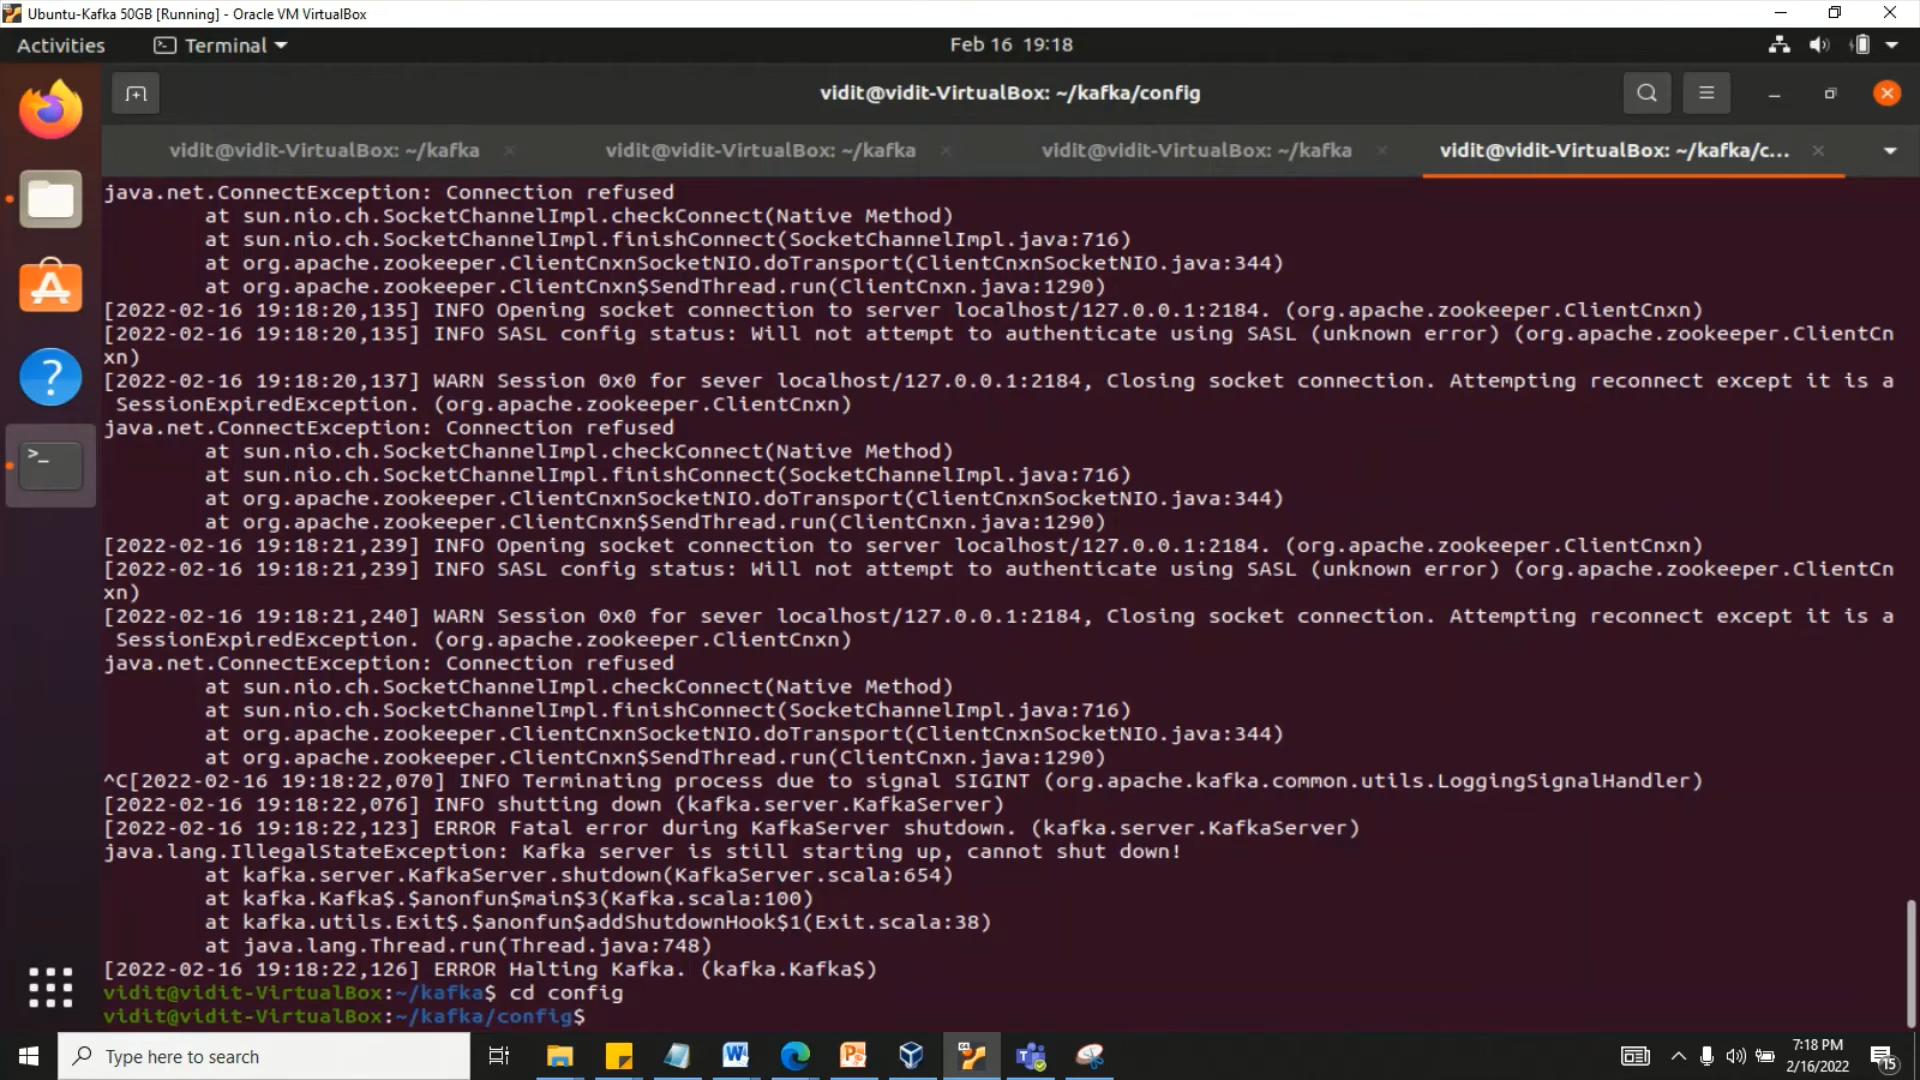 Ubuntu-Kafka 50GB [Running] - Oracle VM VirtualBox
Activities Terminal Feb 16 19:18
vidit@vidit-VirtualBox: ~/kafka/config
vidit@vidit-VirtualBox: ~/kafka vidit@vidit-VirtualBox: ~/kafka vidit@vidit-VirtualBox: ~/kafka vidit@vidit-VirtualBox: ~/kafka/c...
java.net.ConnectException: Connection refused
at sun.nio.ch.SocketChannelImpl.checkConnect(Native Method)
at sun.nio.ch.SocketChannelImpl.finishConnect(SocketChannelImpl.java:716)
at org.apache.zookeeper.ClientCnxnSocketNIO.doTransport(ClientCnxnSocketNIO.java:344)
at org.apache.zookeeper.ClientCnxn$SendThread.run(ClientCnxn.java:1290)
[2022-02-16 19:18:20,135] INFO Opening socket connection to server localhost/127.0.0.1:2184. (org.apache.zookeeper.ClientCnxn)
[2022-02-16 19:18:20,135] INFO SASL config status: Will not attempt to authenticate using SASL (unknown error) (org.apache.zookeeper.ClientCn
xn)
[2022-02-16 19:18:20,137] WARN Session 0x0 for sever localhost/127.0.0.1:2184, Closing socket connection. Attempting reconnect except it is a
SessionExpiredException. (org.apache.zookeeper.ClientCnxn)
java.net.ConnectException: Connection refused
at sun.nio.ch.SocketChannelImpl.checkConnect(Native Method)
at sun.nio.ch.SocketChannelImpl.finishConnect(SocketChannelImpl.java:716)
at org.apache.zookeeper.ClientCnxnSocketNIO.doTransport(ClientCnxnSocketNIO.java:344)
at org.apache.zookeeper.ClientCnxn$SendThread.run(ClientCnxn.java:1290)
[2022-02-16 19:18:21,239] INFO Opening socket connection to server localhost/127.0.0.1:2184. (org.apache.zookeeper.ClientCnxn)
[2022-02-16 19:18:21,239] INFO SASL config status: Will not attempt to authenticate using SASL (unknown error) (org.apache.zookeeper.ClientCn
xn)
[2022-02-16 19:18:21,240] WARN Session 0x0 for sever localhost/127.0.0.1:2184, Closing socket connection. Attempting reconnect except it is a
SessionExpiredException. (org.apache.zookeeper.ClientCnxn)
java.net.ConnectException: Connection refused
at sun.nio.ch.SocketChannelImpl.checkConnect(Native Method)
at sun.nio.ch.SocketChannelImpl.finishConnect(SocketChannelImpl.java:716)
at org.apache.zookeeper.ClientCnxnSocketNIO.doTransport(ClientCnxnSocketNIO.java:344)
at org.apache.zookeeper.ClientCnxn$SendThread.run(ClientCnxn.java:1290)
^C[2022-02-16 19:18:22,070] INFO Terminating process due to signal SIGINT (org.apache.kafka.common.utils.LoggingSignalHandler)
[2022-02-16 19:18:22,076] INFO shutting down (kafka.server.KafkaServer)
[2022-02-16 19:18:22,123] ERROR Fatal error during KafkaServer shutdown. (kafka.server.KafkaServer)
java.lang.IllegalStateException: Kafka server is still starting up, cannot shut down!
at kafka.server.KafkaServer.shutdown(KafkaServer.scala:654)
at kafka.Kafka$.$anonfun$main$3(Kafka.scala:100)
at kafka.utils.Exit$.$anonfun$addShutdownHook$1(Exit.scala:38)
at java.lang.Thread.run(Thread.java:748)
[2022-02-16 19:18:22,126] ERROR Halting Kafka. (kafka.Kafka$)
vidit@vidit-VirtualBox:~/kafka$ cd config
vidit@vidit-VirtualBox:~/kafka/config$
Type here to search
7:18 PM
2/16/2022
15